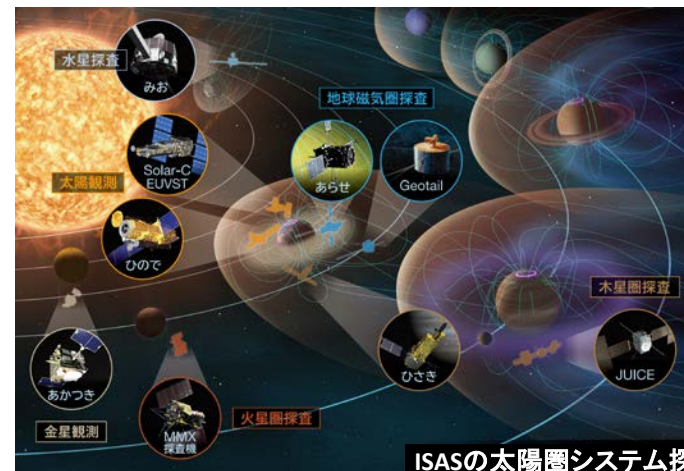 水星探査
みお
地球磁気圏探査
Solar-C
EUVST
太陽観測
あらせ
Geotail
ひので
木星圏探査
あかつき
ひさき
JUICE
金星観測
MMX
探査機
火星圏探査
ISASの太陽圏システム探